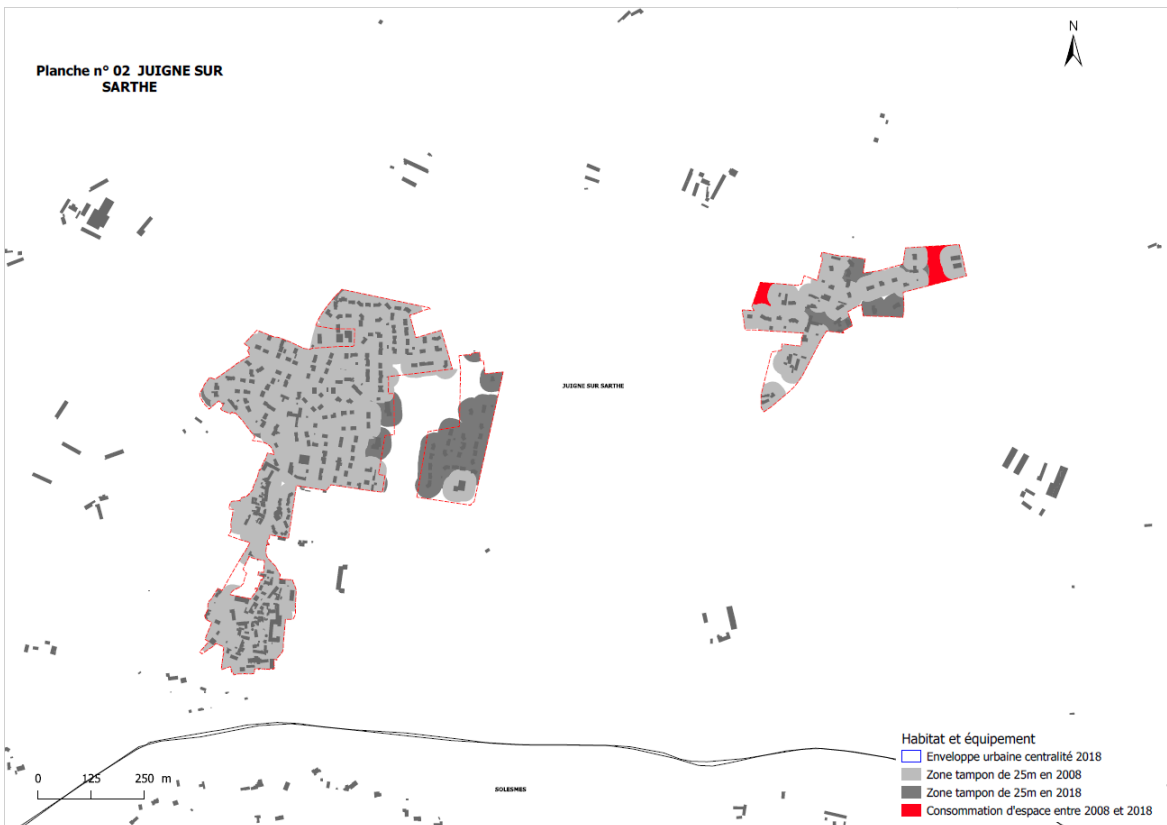 N
Planche n° 02 JUIGNE SUR
SARTHE
JUIGNE SUR SARTHE
Habitat et équipement
Enveloppe urbaine centralité 2018
Zone tampon de 25m en 2008
Zone tampon de 25m en 2018
Consommation d'espace entre 2008 et 2018
0 125 250 m
SOLESMES